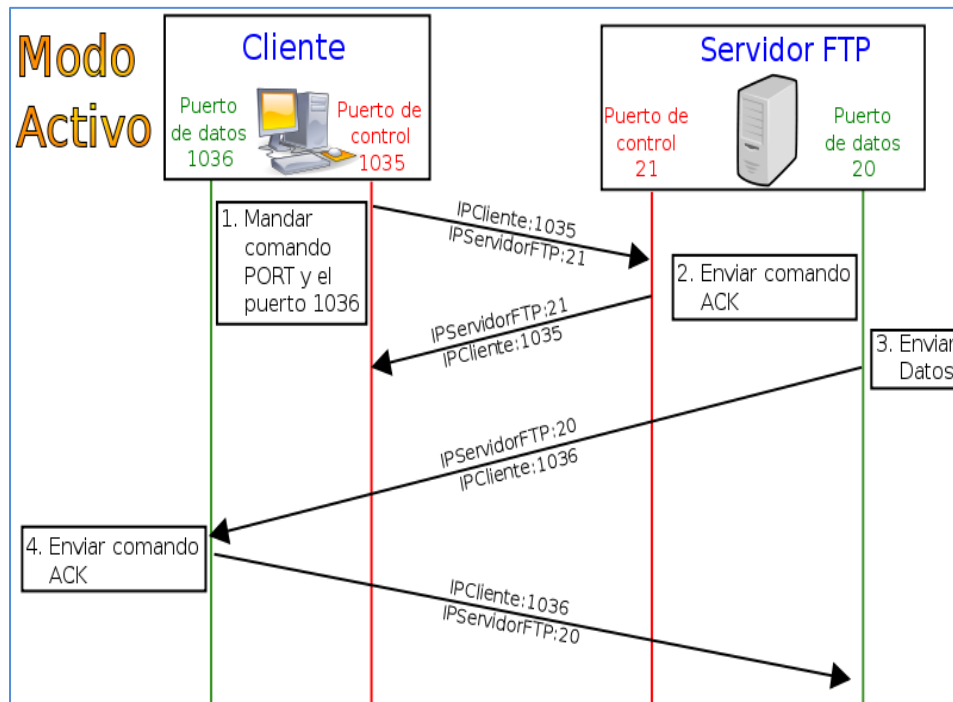 Modo
Activo
Cliente
Puerto
de datos
1036
Puerto de
control
1035
Servidor FTP
Puerto de
control
21
Puerto
de datos
20
1. Mandar
comando
PORT y el
puerto 1036
IPCliente:1035
IPServidorFTP:21
2. Enviar comando
ACK
IPServidorFTP:21
IPCliente:1035
3. Enviar
Datos
IPServidorFTP:20
IPCliente:1036
4. Enviar comando
ACK
IPCliente:1036
IPServidorFTP:20